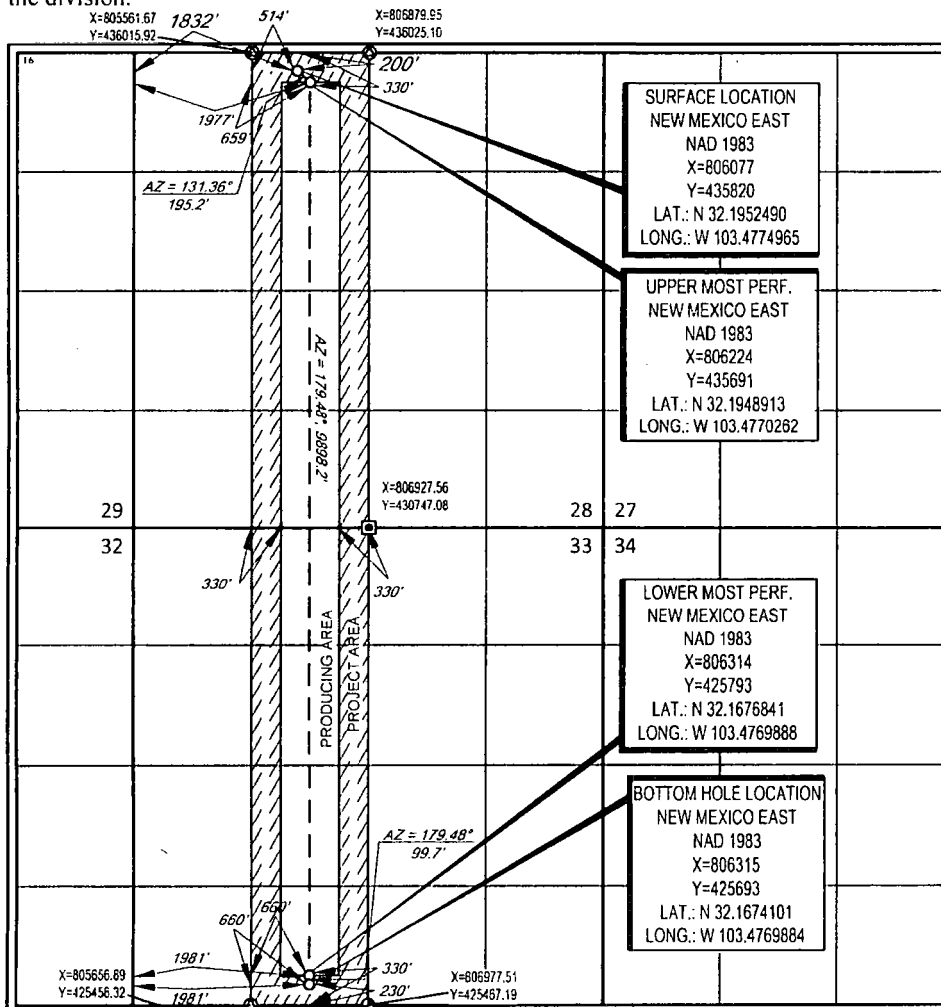 the division.
X=805561.67
Y=436015.92
1832'
514'
X=806879.95
Y=436025.10
16
200'
330'
1977'
659'
AZ = 131.36°
195.2'
SURFACE LOCATION
NEW MEXICO EAST
NAD 1983
X=806077
Y=435820
LAT.: N 32.1952490
LONG.: W 103.4774965
UPPER MOST PERF.
NEW MEXICO EAST
NAD 1983
X=806224
Y=435691
LAT.: N 32.1948913
LONG.: W 103.4770262
AZ = 179.48°, 9898.2'
X=806927.56
Y=430747.08
29
28 27
32
33 34
330'
330'
PRODUCING AREA
PROJECT AREA
LOWER MOST PERF.
NEW MEXICO EAST
NAD 1983
X=806314
Y=425793
LAT.: N 32.1676841
LONG.: W 103.4769888
BOTTOM HOLE LOCATION
NEW MEXICO EAST
NAD 1983
X=806315
Y=425693
LAT.: N 32.1674101
LONG.: W 103.4769884
AZ = 179.48°
99.7'
660'
660'
1981'
330'
X=805656.89
Y=425456.32
1981'
230'
X=806977.51
Y=425467.19